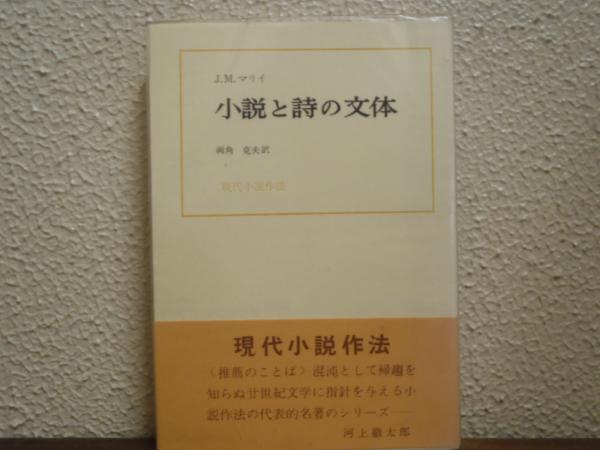 J.M.マリイ
小説と詩の文体
両角 克夫訳
現代小説作法
現代小説作法
〈推薦のことば〉混沌として帰趨を
知らぬ廿世紀文学に指針を与える小
説作法の代表的名著のシリーズ――
河上徹太郎